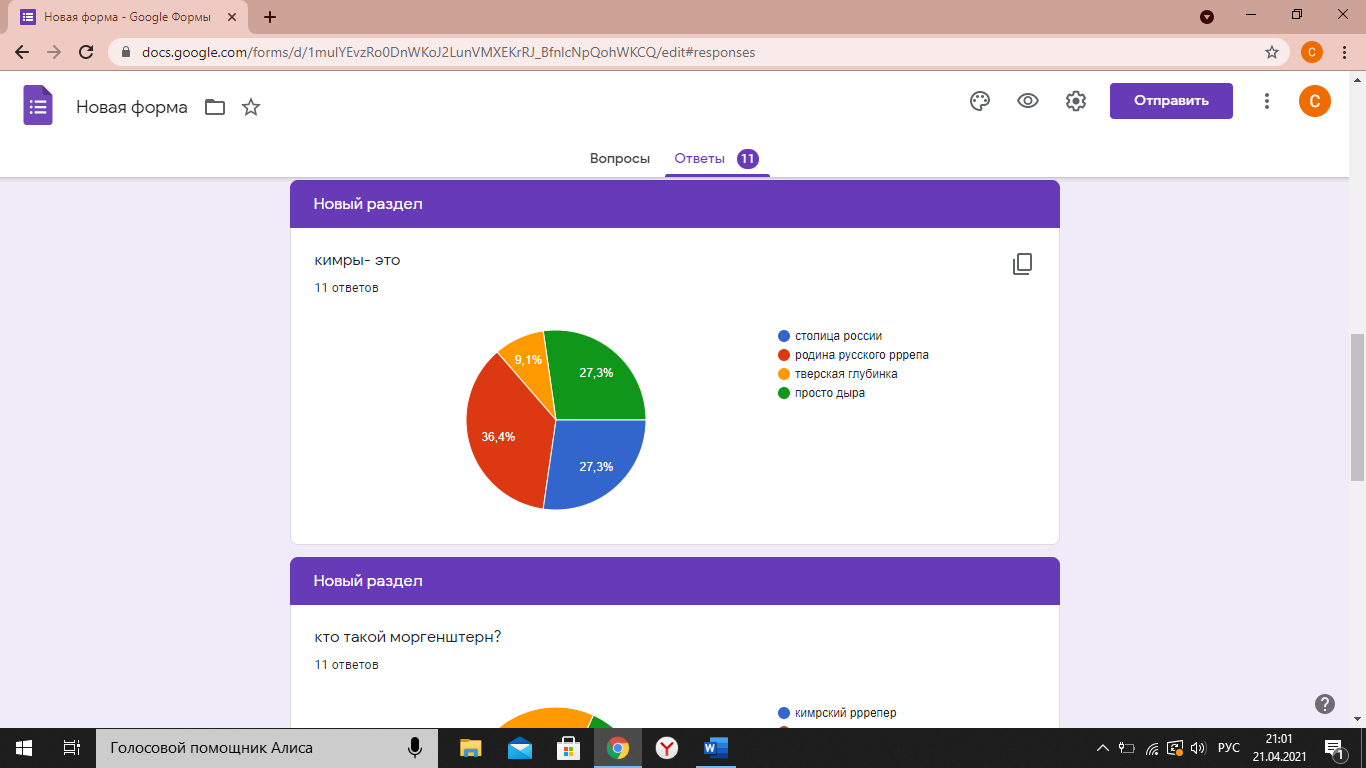 Новая форма - Google Формы
docs.google.com/forms/d/1mulYEvzRo0DnWKoJ2LunVMXEKrRJ_BfnlcNpQohWKCQ/edit#responses
С
Новая форма
Отправить
С
Вопросы
Ответы 11
Новый раздел
кимры- это
11 ответов
9,1%
27,3%
36,4%
27,3%
столица россии
родина русского рррепа
тверская глубинка
просто дыра
Новый раздел
кто такой моргенштерн?
11 ответов
кимрский рррепер
Голосовой помощник Алиса
РУС
21:01
21.04.2021
1